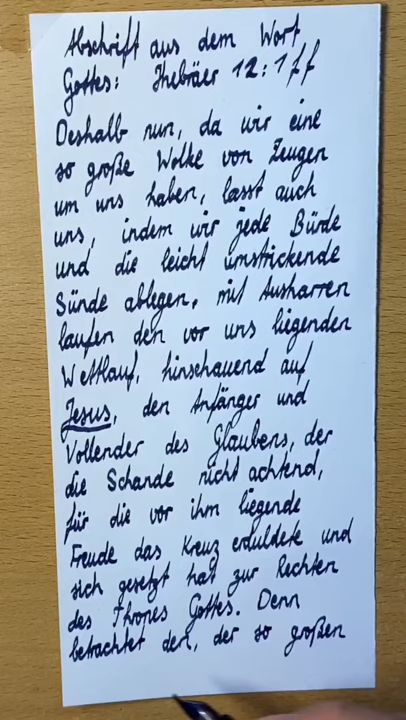 Abschrift aus dem Wort
Gottes: Hebräer 12:1ff
Deshalb nun, da wir eine
so große Wolke von Zeugen
um uns haben, lasst auch
uns, indem wir jede Bürde
und die leicht umstrickende
Sünde ablegen, mit Ausharren
laufen den vor uns liegenden
Wettlauf, hinschauend auf
Jesus, den Anfänger und
Vollender des Glaubens, der
die Schande nicht achtend,
für die vor ihm liegende
Freude das Kreuz erduldete und
sich gesetzt hat zur Rechten
des Thrones Gottes. Denn
betrachtet den, der so großen